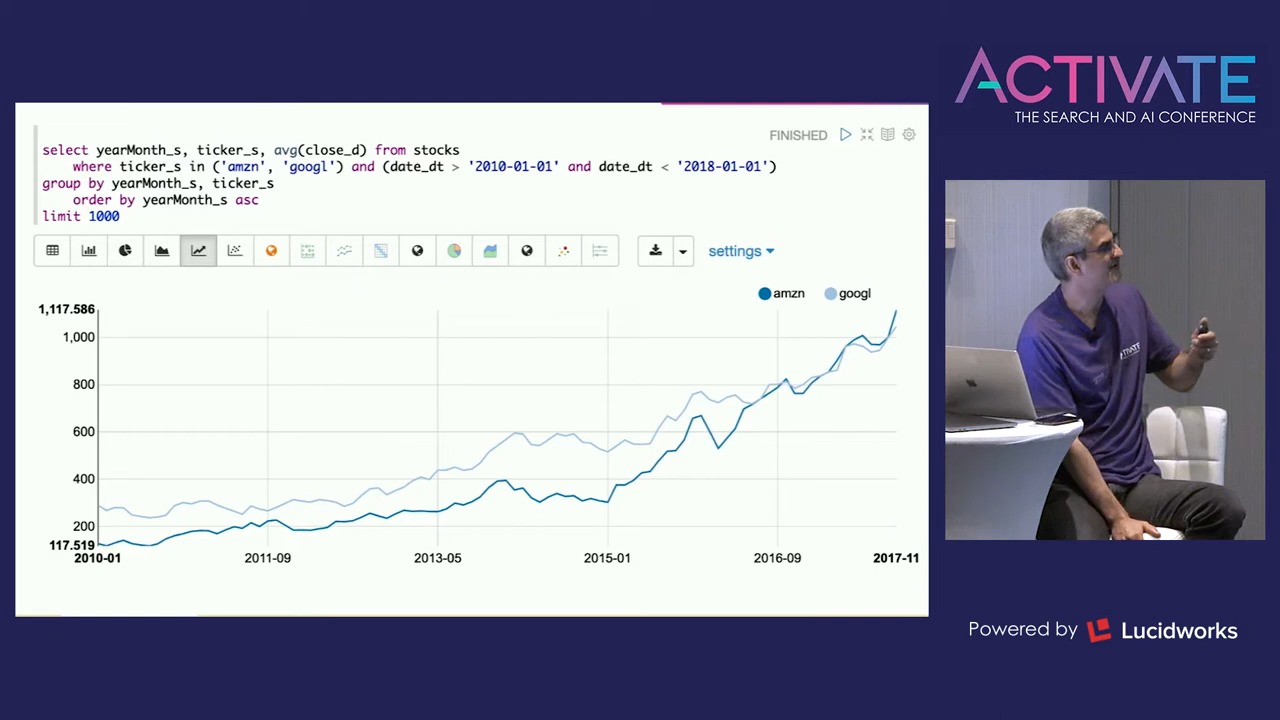 ACTIVATE
THE SEARCH AND AI CONFERENCE
FINISHED
select yearMonth_s, ticker_s, avg(close_d) from stocks
where ticker_s in ('amzn', 'googl') and (date_dt > '2010-01-01' and date_dt < '2018-01-01')
group by yearMonth_s, ticker_s
order by yearMonth_s asc
limit 1000
settings
amzn googl
1,117.586
1,000
800
600
400
200
117.519
2010-01 2011-09 2013-05 2015-01 2016-09 2017-11
Powered by Lucidworks